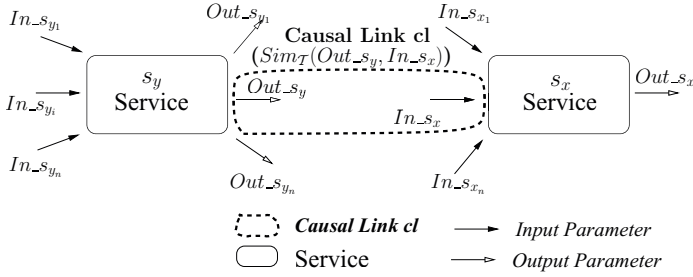 In_s_{y_1}
Out_s_{y_1}
Causal Link cl
(Sim_𝒯(Out_s_y, In_s_x))
In_s_{x_1}
s_y
Service
Out_s_y
In_s_{y_i}
In_s_x
s_x
Service
Out_s_x
In_s_{y_n}
Out_s_{y_n}
In_s_{x_n}
Causal Link cl
Input Parameter
Service
Output Parameter